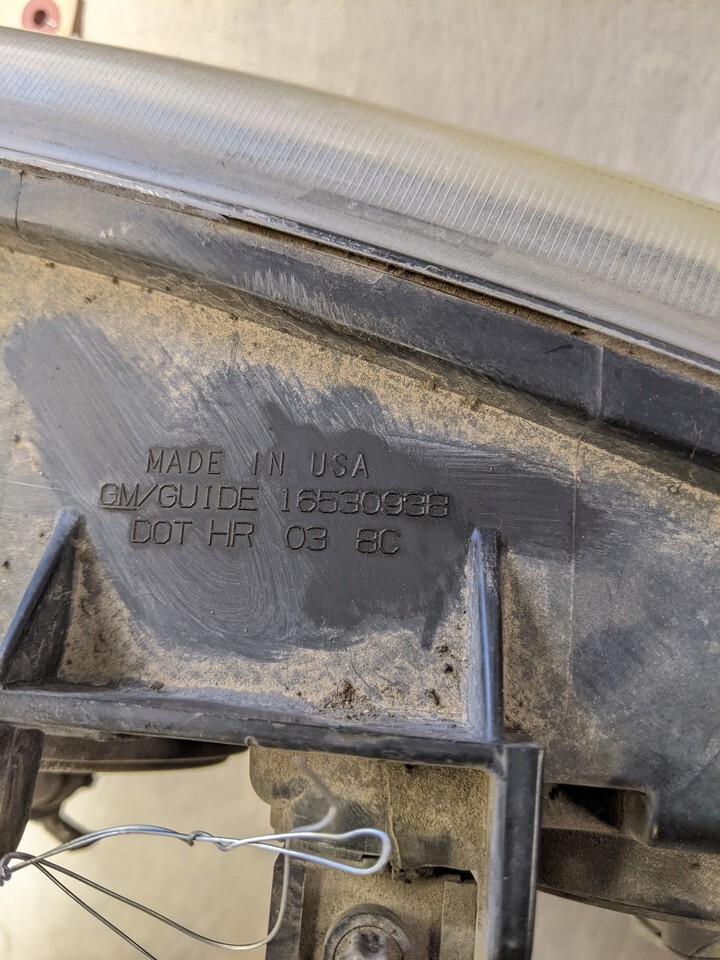 MADE IN USA
GM/GUIDE 16530938
DOT HR 03 8C